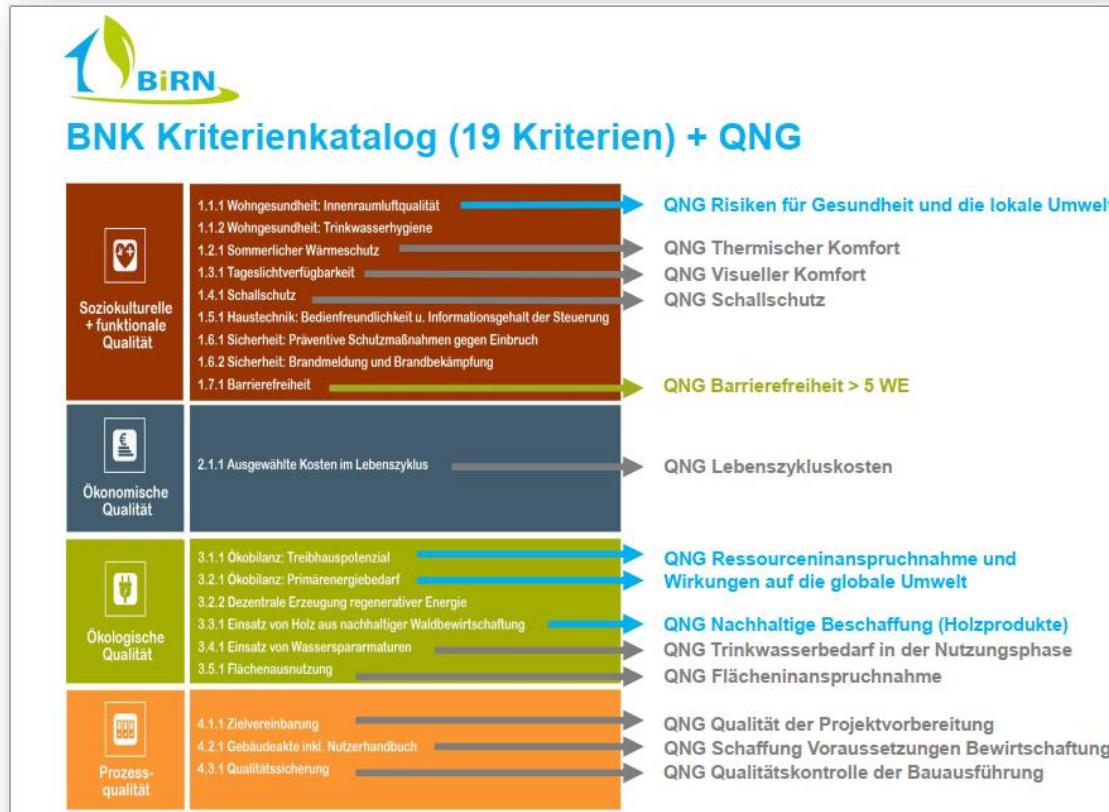 BiRN
BNK Kriterienkatalog (19 Kriterien) + QNG
Soziokulturelle
+ funktionale
Qualität
1.1.1 Wohngesundheit: Innenraumluftqualität
1.1.2 Wohngesundheit: Trinkwasserhygiene
1.2.1 Sommerlicher Wärmeschutz
1.3.1 Tageslichtverfügbarkeit
1.4.1 Schallschutz
1.5.1 Haustechnik: Bedienfreundlichkeit u. Informationsgehalt der Steuerung
1.6.1 Sicherheit: Präventive Schutzmaßnahmen gegen Einbruch
1.6.2 Sicherheit: Brandmeldung und Brandbekämpfung
1.7.1 Barrierefreiheit
QNG Risiken für Gesundheit und die lokale Umwelt
QNG Thermischer Komfort
QNG Visueller Komfort
QNG Schallschutz
QNG Barrierefreiheit > 5 WE
€
Ökonomische
Qualität
2.1.1 Ausgewählte Kosten im Lebenszyklus
QNG Lebenszykluskosten
Ökologische
Qualität
3.1.1 Ökobilanz: Treibhauspotenzial
3.2.1 Ökobilanz: Primärenergiebedarf
3.2.2 Dezentrale Erzeugung regenerativer Energie
3.3.1 Einsatz von Holz aus nachhaltiger Waldbewirtschaftung
3.4.1 Einsatz von Wasserspararmaturen
3.5.1 Flächenausnutzung
QNG Ressourceninanspruchnahme und
Wirkungen auf die globale Umwelt
QNG Nachhaltige Beschaffung (Holzprodukte)
QNG Trinkwasserbedarf in der Nutzungsphase
QNG Flächeninanspruchnahme
Prozess-
qualität
4.1.1 Zielvereinbarung
4.2.1 Gebäudeakte inkl. Nutzerhandbuch
4.3.1 Qualitätssicherung
QNG Qualität der Projektvorbereitung
QNG Schaffung Voraussetzungen Bewirtschaftung
QNG Qualitätskontrolle der Bauausführung